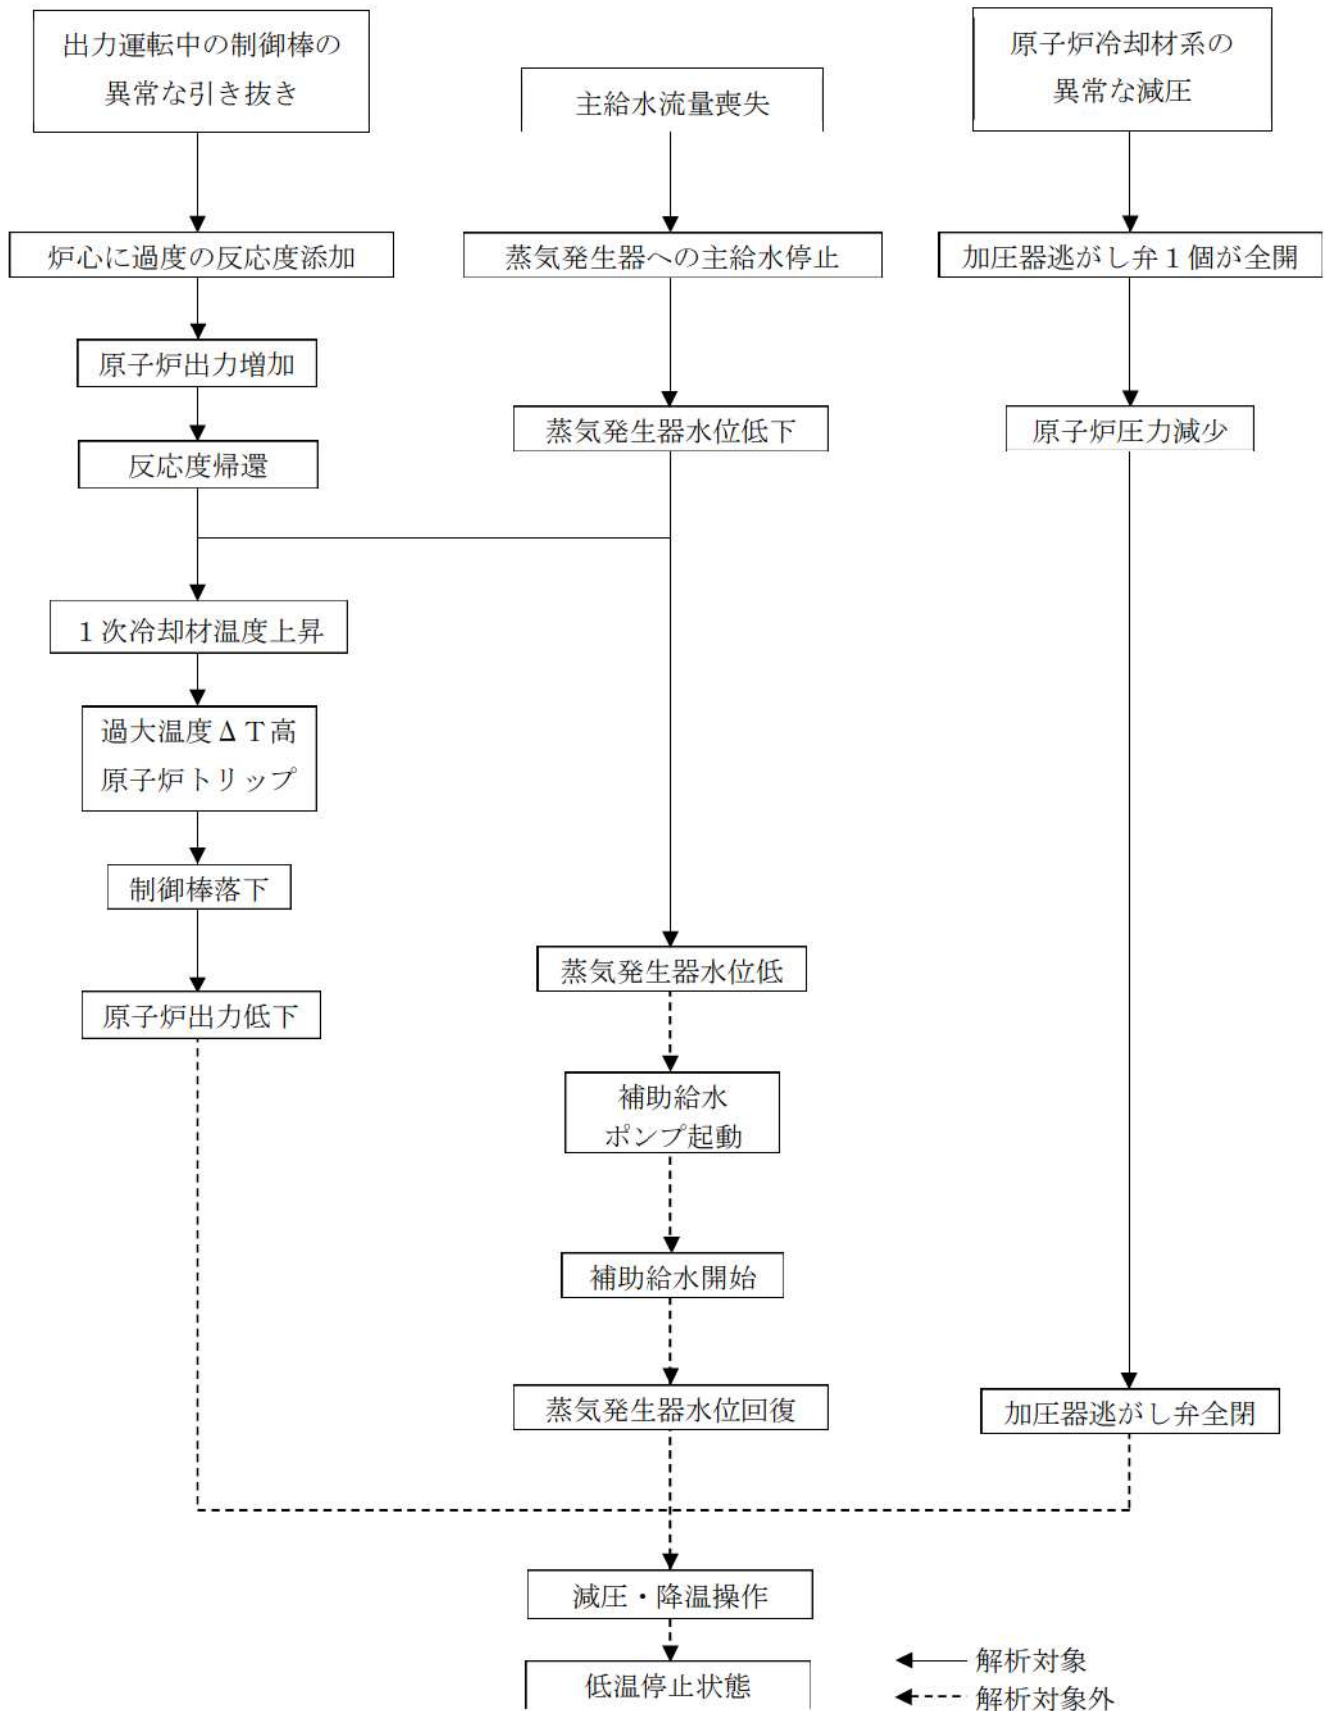 出力運転中の制御棒の
異常な引き抜き
主給水流量喪失
原子炉冷却材系の
異常な減圧
炉心に過度の反応度添加
蒸気発生器への主給水停止
加圧器逃がし弁1個が全開
原子炉出力増加
蒸気発生器水位低下
原子炉圧力減少
反応度帰還
1次冷却材温度上昇
過大温度ΔT高
原子炉トリップ
制御棒落下
蒸気発生器水位低
原子炉出力低下
補助給水
ポンプ起動
補助給水開始
蒸気発生器水位回復
加圧器逃がし弁全閉
減圧・降温操作
低温停止状態
解析対象
解析対象外